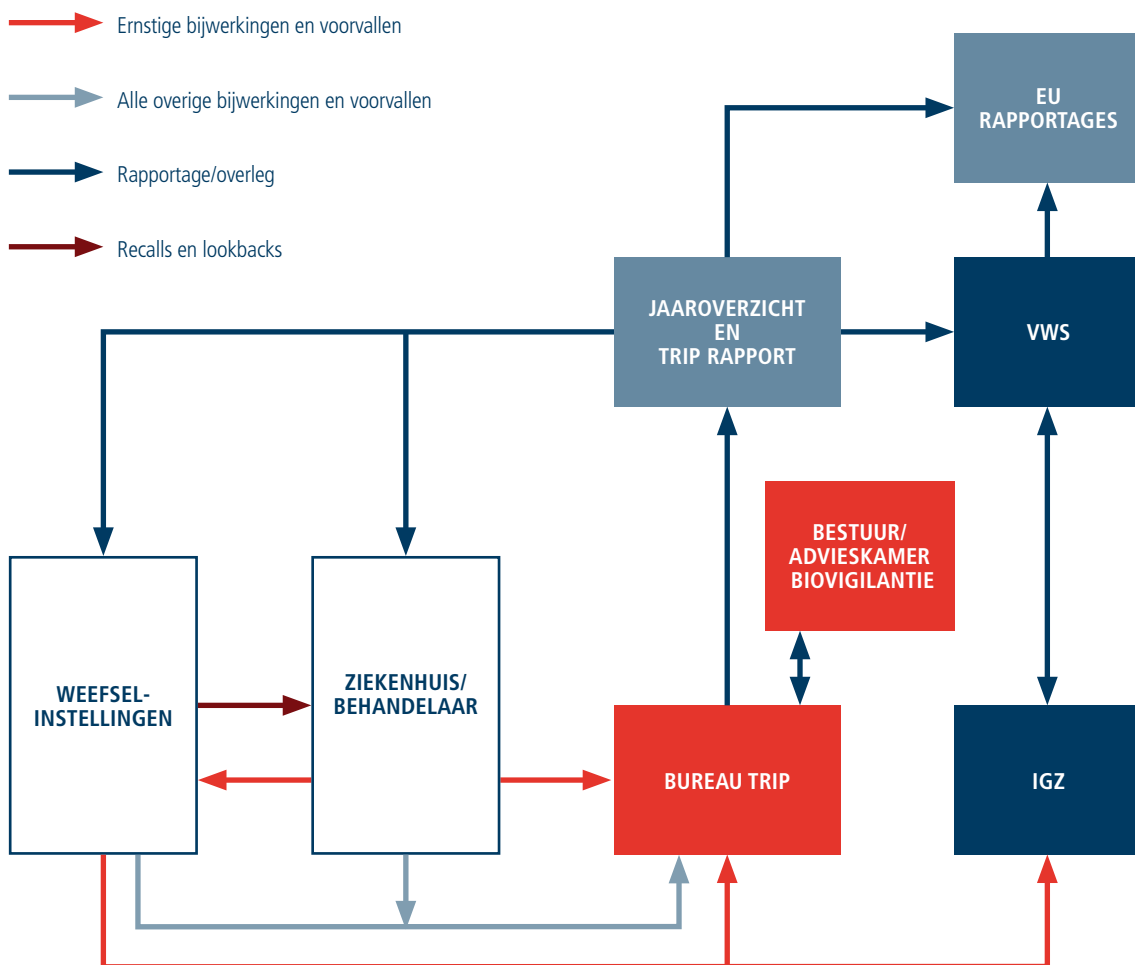 Ernstige bijwerkingen en voorvallen
Alle overige bijwerkingen en voorvallen
Rapportage/overleg
Recalls en lookbacks
EU
RAPPORTAGES
JAAROVERZICHT
EN
TRIP RAPPORT
VWS
BESTUUR/
ADVIESKAMER
BIOVIGILANTIE
WEEFSEL-
INSTELLINGEN
ZIEKENHUIS/
BEHANDELAAR
BUREAU TRIP
IGZ